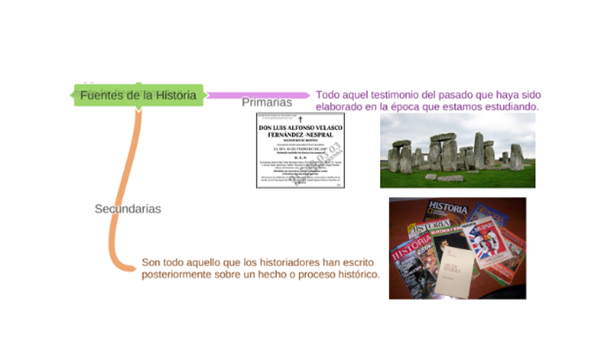 Fuentes de la Historia
Primarias
Todo aquel testimonio del pasado que haya sido
elaborado en la época que estamos estudiando.
DON LUIS ALFONSO VELASCO
FERNÁNDEZ -NESPRAL
HISTORIA
HISTORIA
HISTORIA
Secundarias
Son todo aquello que los historiadores han escrito
posteriormente sobre un hecho o proceso histórico.